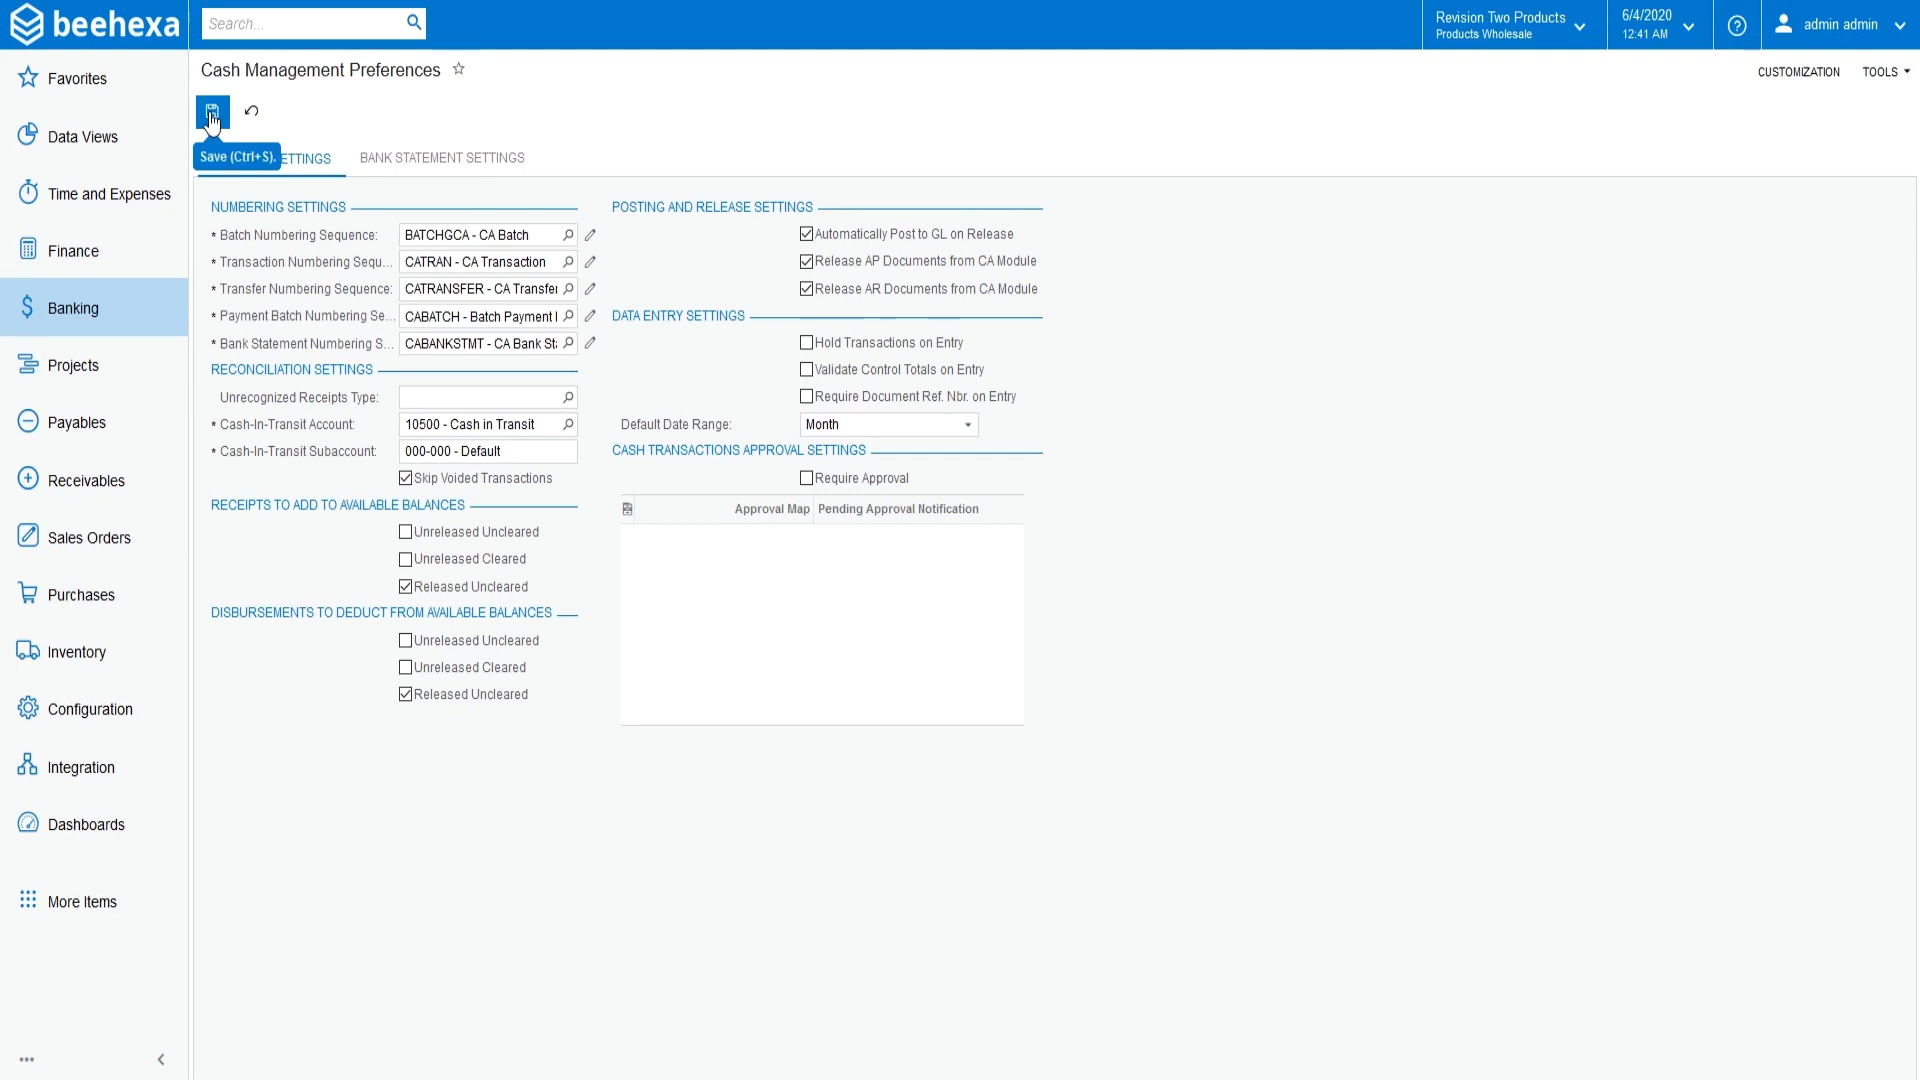 beehexa
Search...
Revision Two Products
Products Wholesale
6/4/2020
12:41 AM
admin admin
Favorites
Data Views
Time and Expenses
Finance
Banking
Projects
Payables
Receivables
Sales Orders
Purchases
Inventory
Configuration
Integration
Dashboards
More Items
Cash Management Preferences
CUSTOMIZATION
TOOLS
Save (Ctrl+S).
ETTINGS
BANK STATEMENT SETTINGS
NUMBERING SETTINGS
* Batch Numbering Sequence: BATCHGCA - CA Batch
* Transaction Numbering Sequ... CATRAN - CA Transaction
* Transfer Numbering Sequence: CATRANSFER - CA Transfer
* Payment Batch Numbering Se... CABATCH - Batch Payment
* Bank Statement Numbering S... CABANKSTMT - CA Bank St
RECONCILIATION SETTINGS
Unrecognized Receipts Type:
* Cash-In-Transit Account: 10500 - Cash in Transit
* Cash-In-Transit Subaccount: 000-000 - Default
Skip Voided Transactions
RECEIPTS TO ADD TO AVAILABLE BALANCES
Unreleased Uncleared
Unreleased Cleared
Released Uncleared
DISBURSEMENTS TO DEDUCT FROM AVAILABLE BALANCES
Unreleased Uncleared
Unreleased Cleared
Released Uncleared
POSTING AND RELEASE SETTINGS
Automatically Post to GL on Release
Release AP Documents from CA Module
Release AR Documents from CA Module
DATA ENTRY SETTINGS
Hold Transactions on Entry
Validate Control Totals on Entry
Require Document Ref. Nbr. on Entry
Default Date Range: Month
CASH TRANSACTIONS APPROVAL SETTINGS
Require Approval
Approval Map
Pending Approval Notification